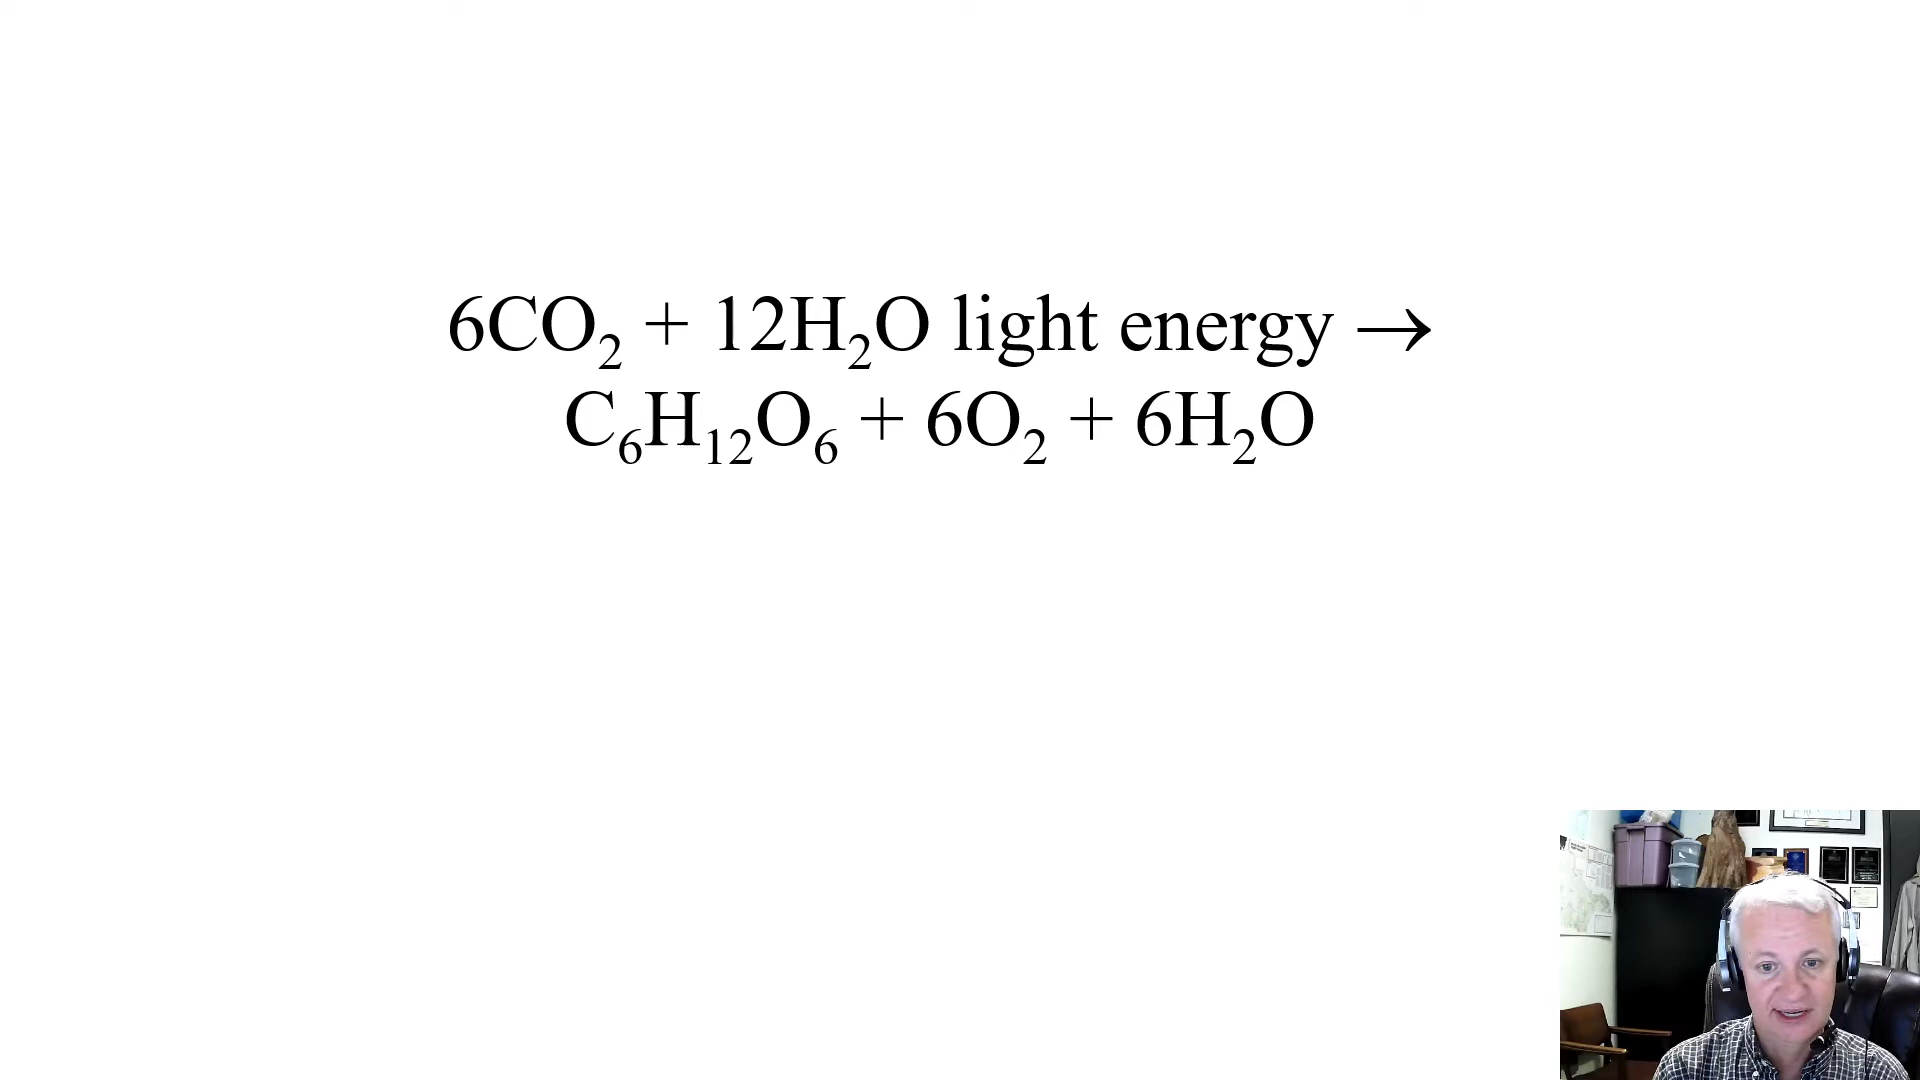 6CO₂ + 12H₂O light energy →
C₆H₁₂O₆ + 6O₂ + 6H₂O